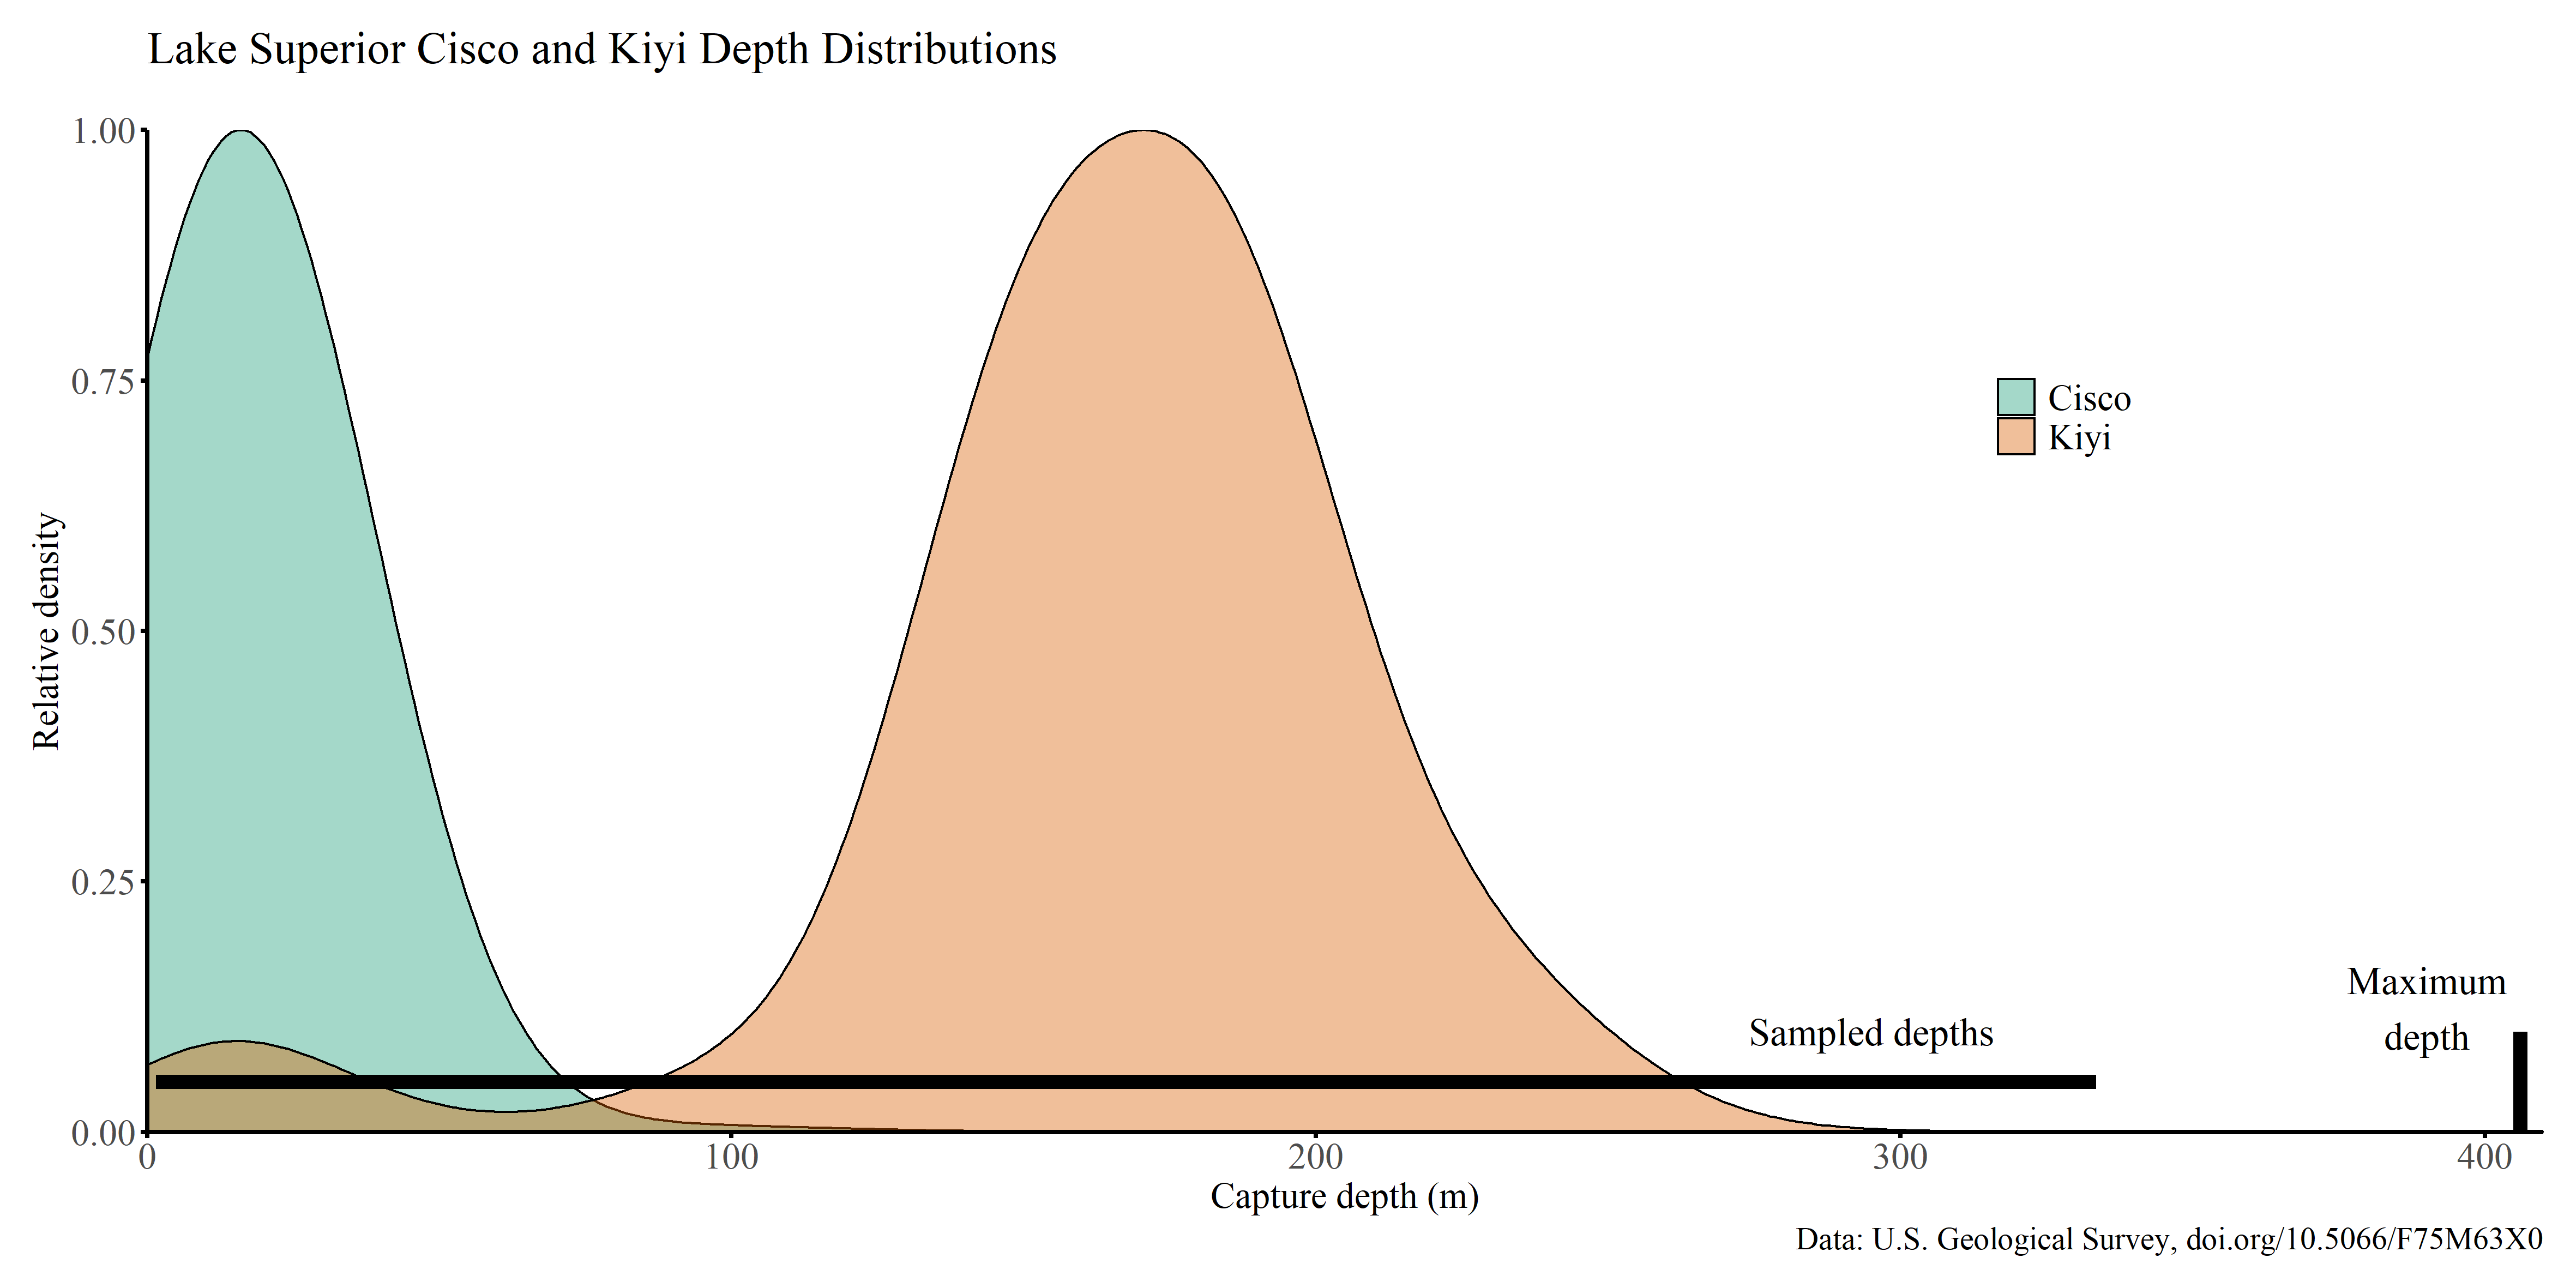 Lake Superior Cisco and Kiyi Depth Distributions
1.00
0.75
0.50
0.25
0.00
Relative density
Cisco
Kiyi
Sampled depths
Maximum
depth
0 100 200 300 400
Capture depth (m)
Data: U.S. Geological Survey, doi.org/10.5066/F75M63X0